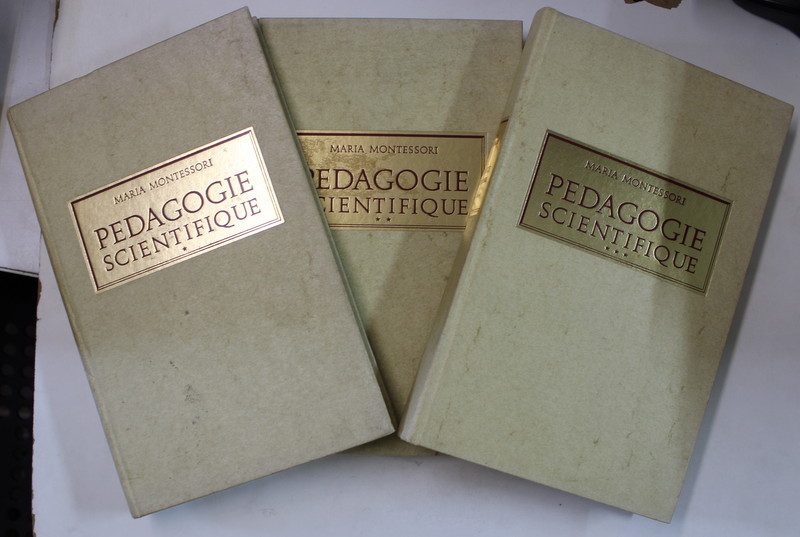 MARIA MONTESSORI
PEDAGOGIE
SCIENTIFIQUE
*
MARIA MONTESSORI
PEDAGOGIE
SCIENTIFIQUE
**
MARIA MONTESSORI
PEDAGOGIE
SCIENTIFIQUE
***